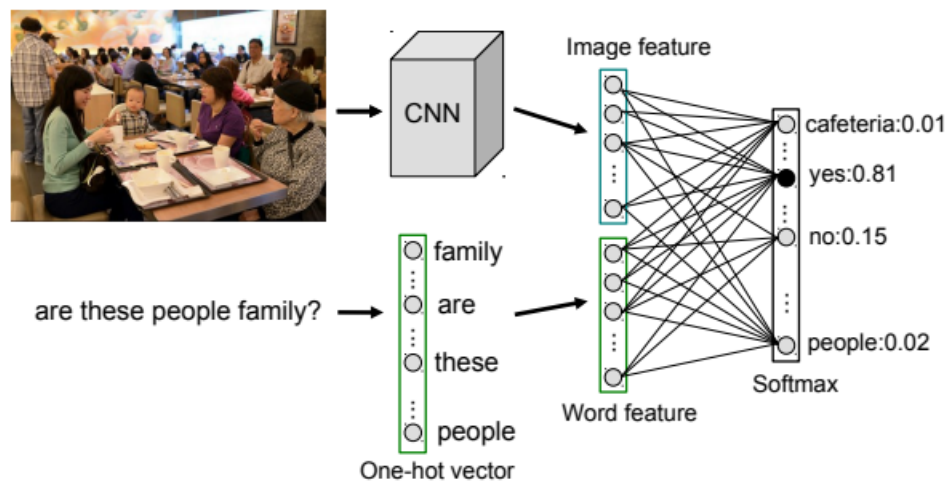 Image feature
CNN
cafeteria:0.01
yes:0.81
no:0.15
people:0.02
Softmax
are these people family?
family
are
these
people
One-hot vector
Word feature